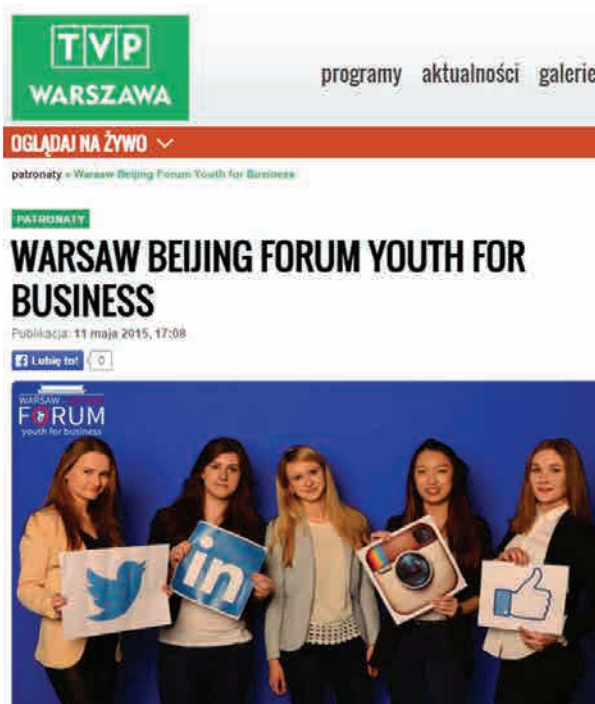 TVP
WARSZAWA
programy aktualności galerie
OGLĄDAJ NA ŻYWO
patronaty » Warsaw Beijing Forum Youth for Business
PATRONATY
WARSAW BEIJING FORUM YOUTH FOR
BUSINESS
Publikacja: 11 maja 2015, 17:08
Lubię to! 0
WARSAW
FORUM
youth for business
in